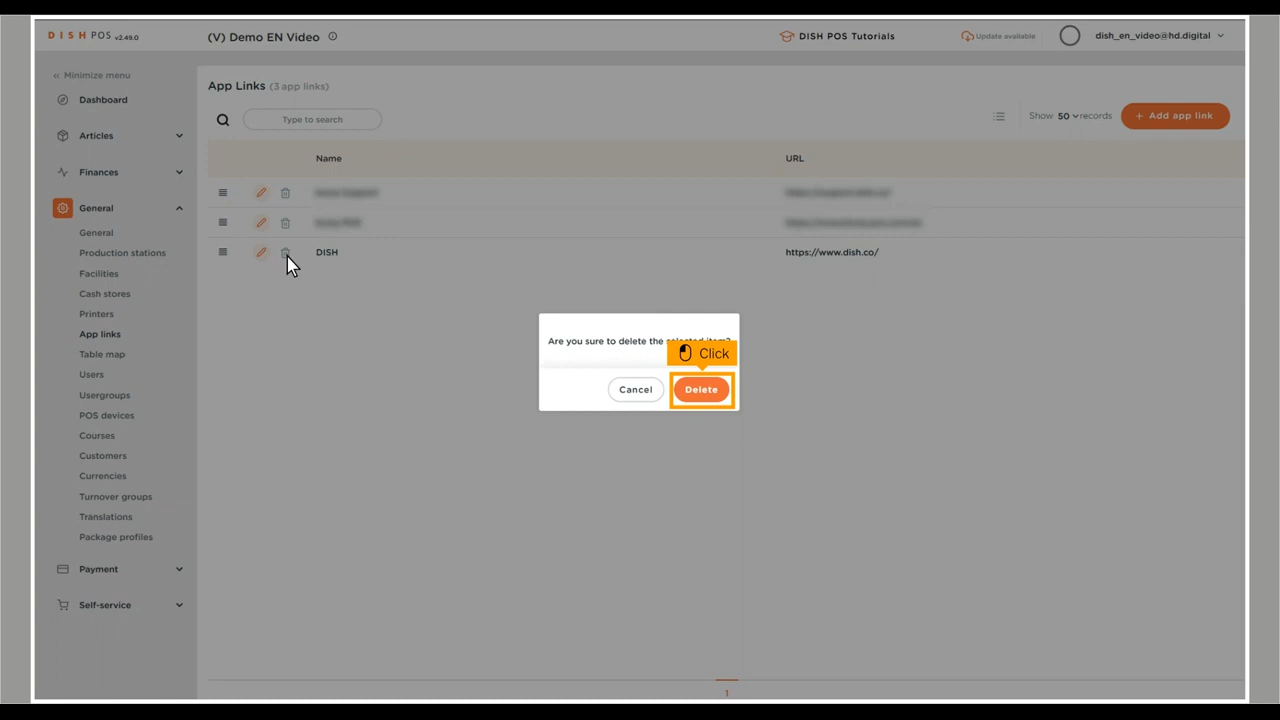 DISH POS v2.49.0
(V) Demo EN Video
DISH POS Tutorials
Update available
dish_en_video@hd.digital
Minimize menu
Dashboard
Articles
Finances
General
General
Production stations
Facilities
Cash stores
Printers
App links
Table map
Users
Usergroups
POS devices
Courses
Customers
Currencies
Turnover groups
Translations
Package profiles
Payment
Self-service
App Links (3 app links)
Type to search
Show 50 records
+ Add app link
Name
URL
DISH
https://www.dish.co/
Are you sure to delete the selected item?
Click
Cancel
Delete
1